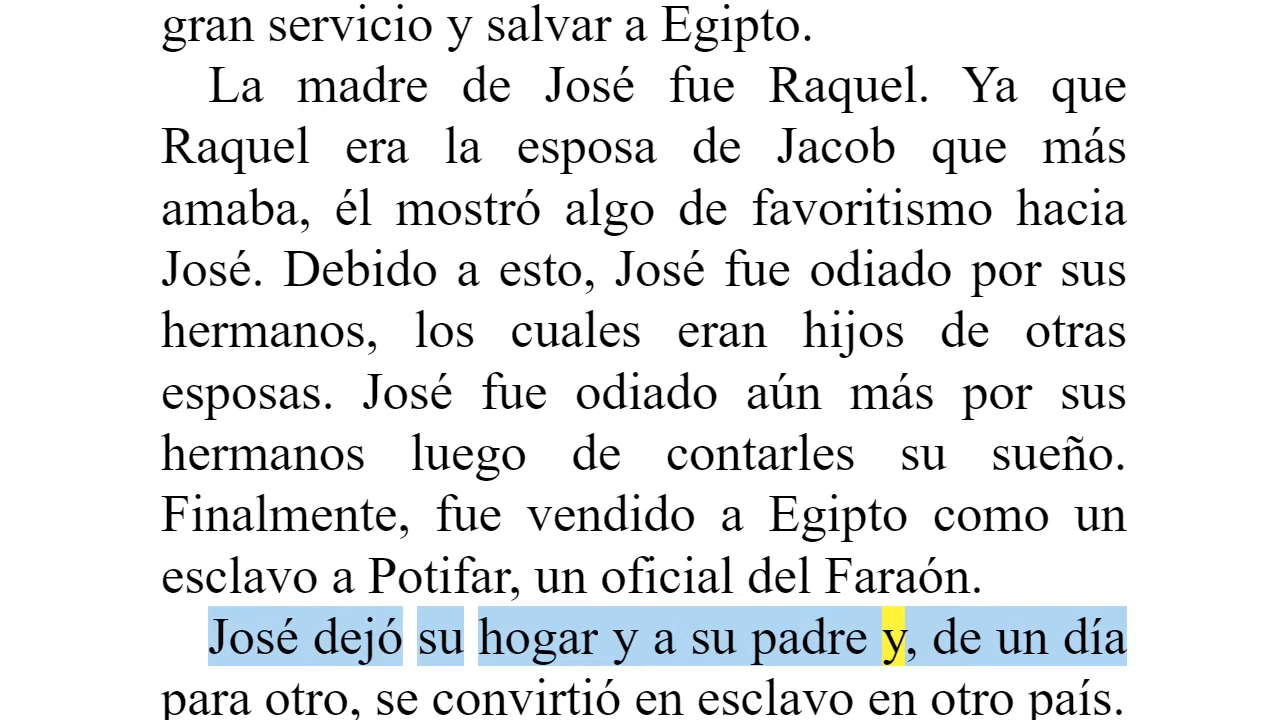 gran servicio y salvar a Egipto.
La madre de José fue Raquel. Ya que
Raquel era la esposa de Jacob que más
amaba, él mostró algo de favoritismo hacia
José. Debido a esto, José fue odiado por sus
hermanos, los cuales eran hijos de otras
esposas. José fue odiado aún más por sus
hermanos luego de contarles su sueño.
Finalmente, fue vendido a Egipto como un
esclavo a Potifar, un oficial del Faraón.
José dejó su hogar y a su padre y, de un día
para otro, se convirtió en esclavo en otro país.